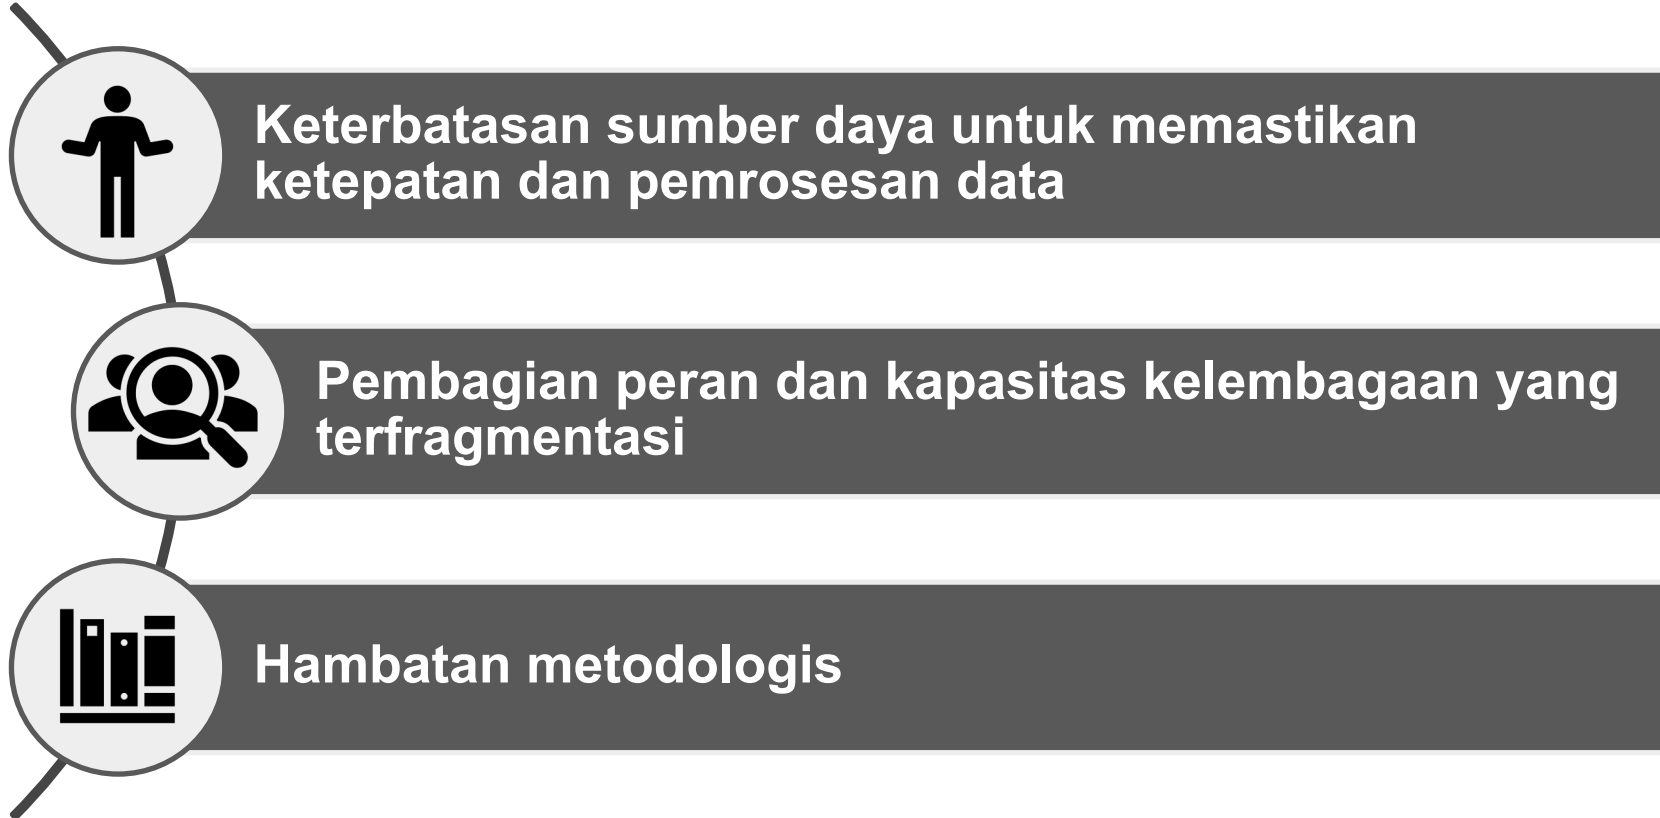 Keterbatasan sumber daya untuk memastikan
ketepatan dan pemrosesan data
Pembagian peran dan kapasitas kelembagaan yang
terfragmentasi
Hambatan metodologis